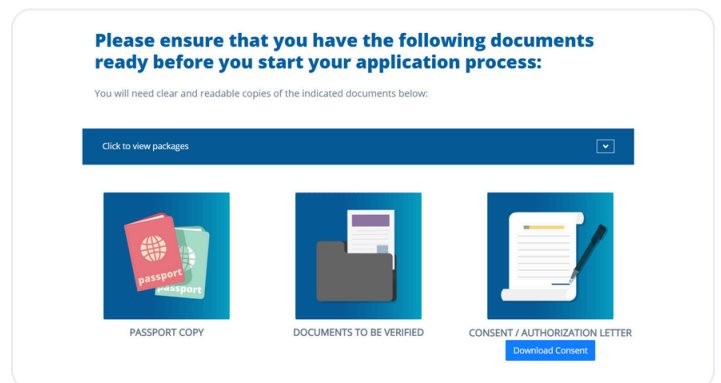 Please ensure that you have the following documents
ready before you start your application process:
You will need clear and readable copies of the indicated documents below:
Click to view packages
passport
passport
PASSPORT COPY
DOCUMENTS TO BE VERIFIED
CONSENT / AUTHORIZATION LETTER
Download Consent